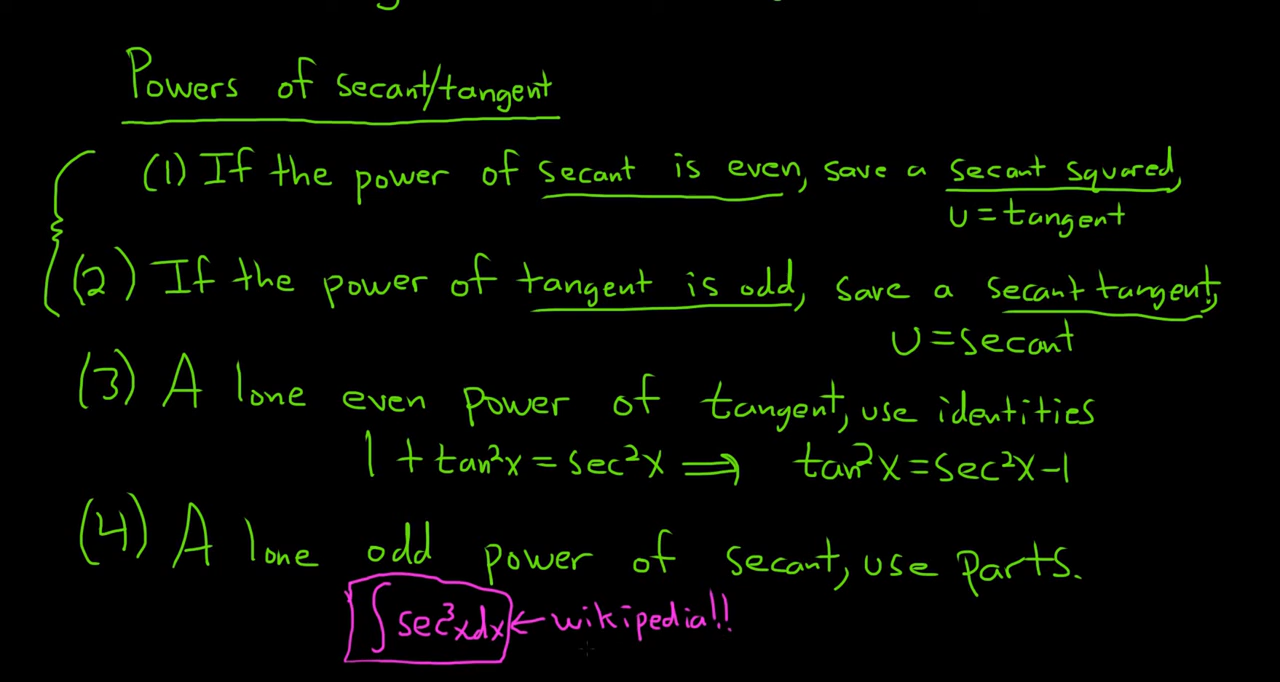 Powers of secant/tangent
(1) If the power of secant is even, save a secant squared,
u = tangent
(2) If the power of tangent is odd, save a secant tangent,
u = secant
(3) A lone even power of tangent, use identities
1 + tan²x = sec²x ⟹ tan²x = sec²x - 1
(4) A lone odd power of secant, use parts.
∫ sec³x dx ← wikipedia!!